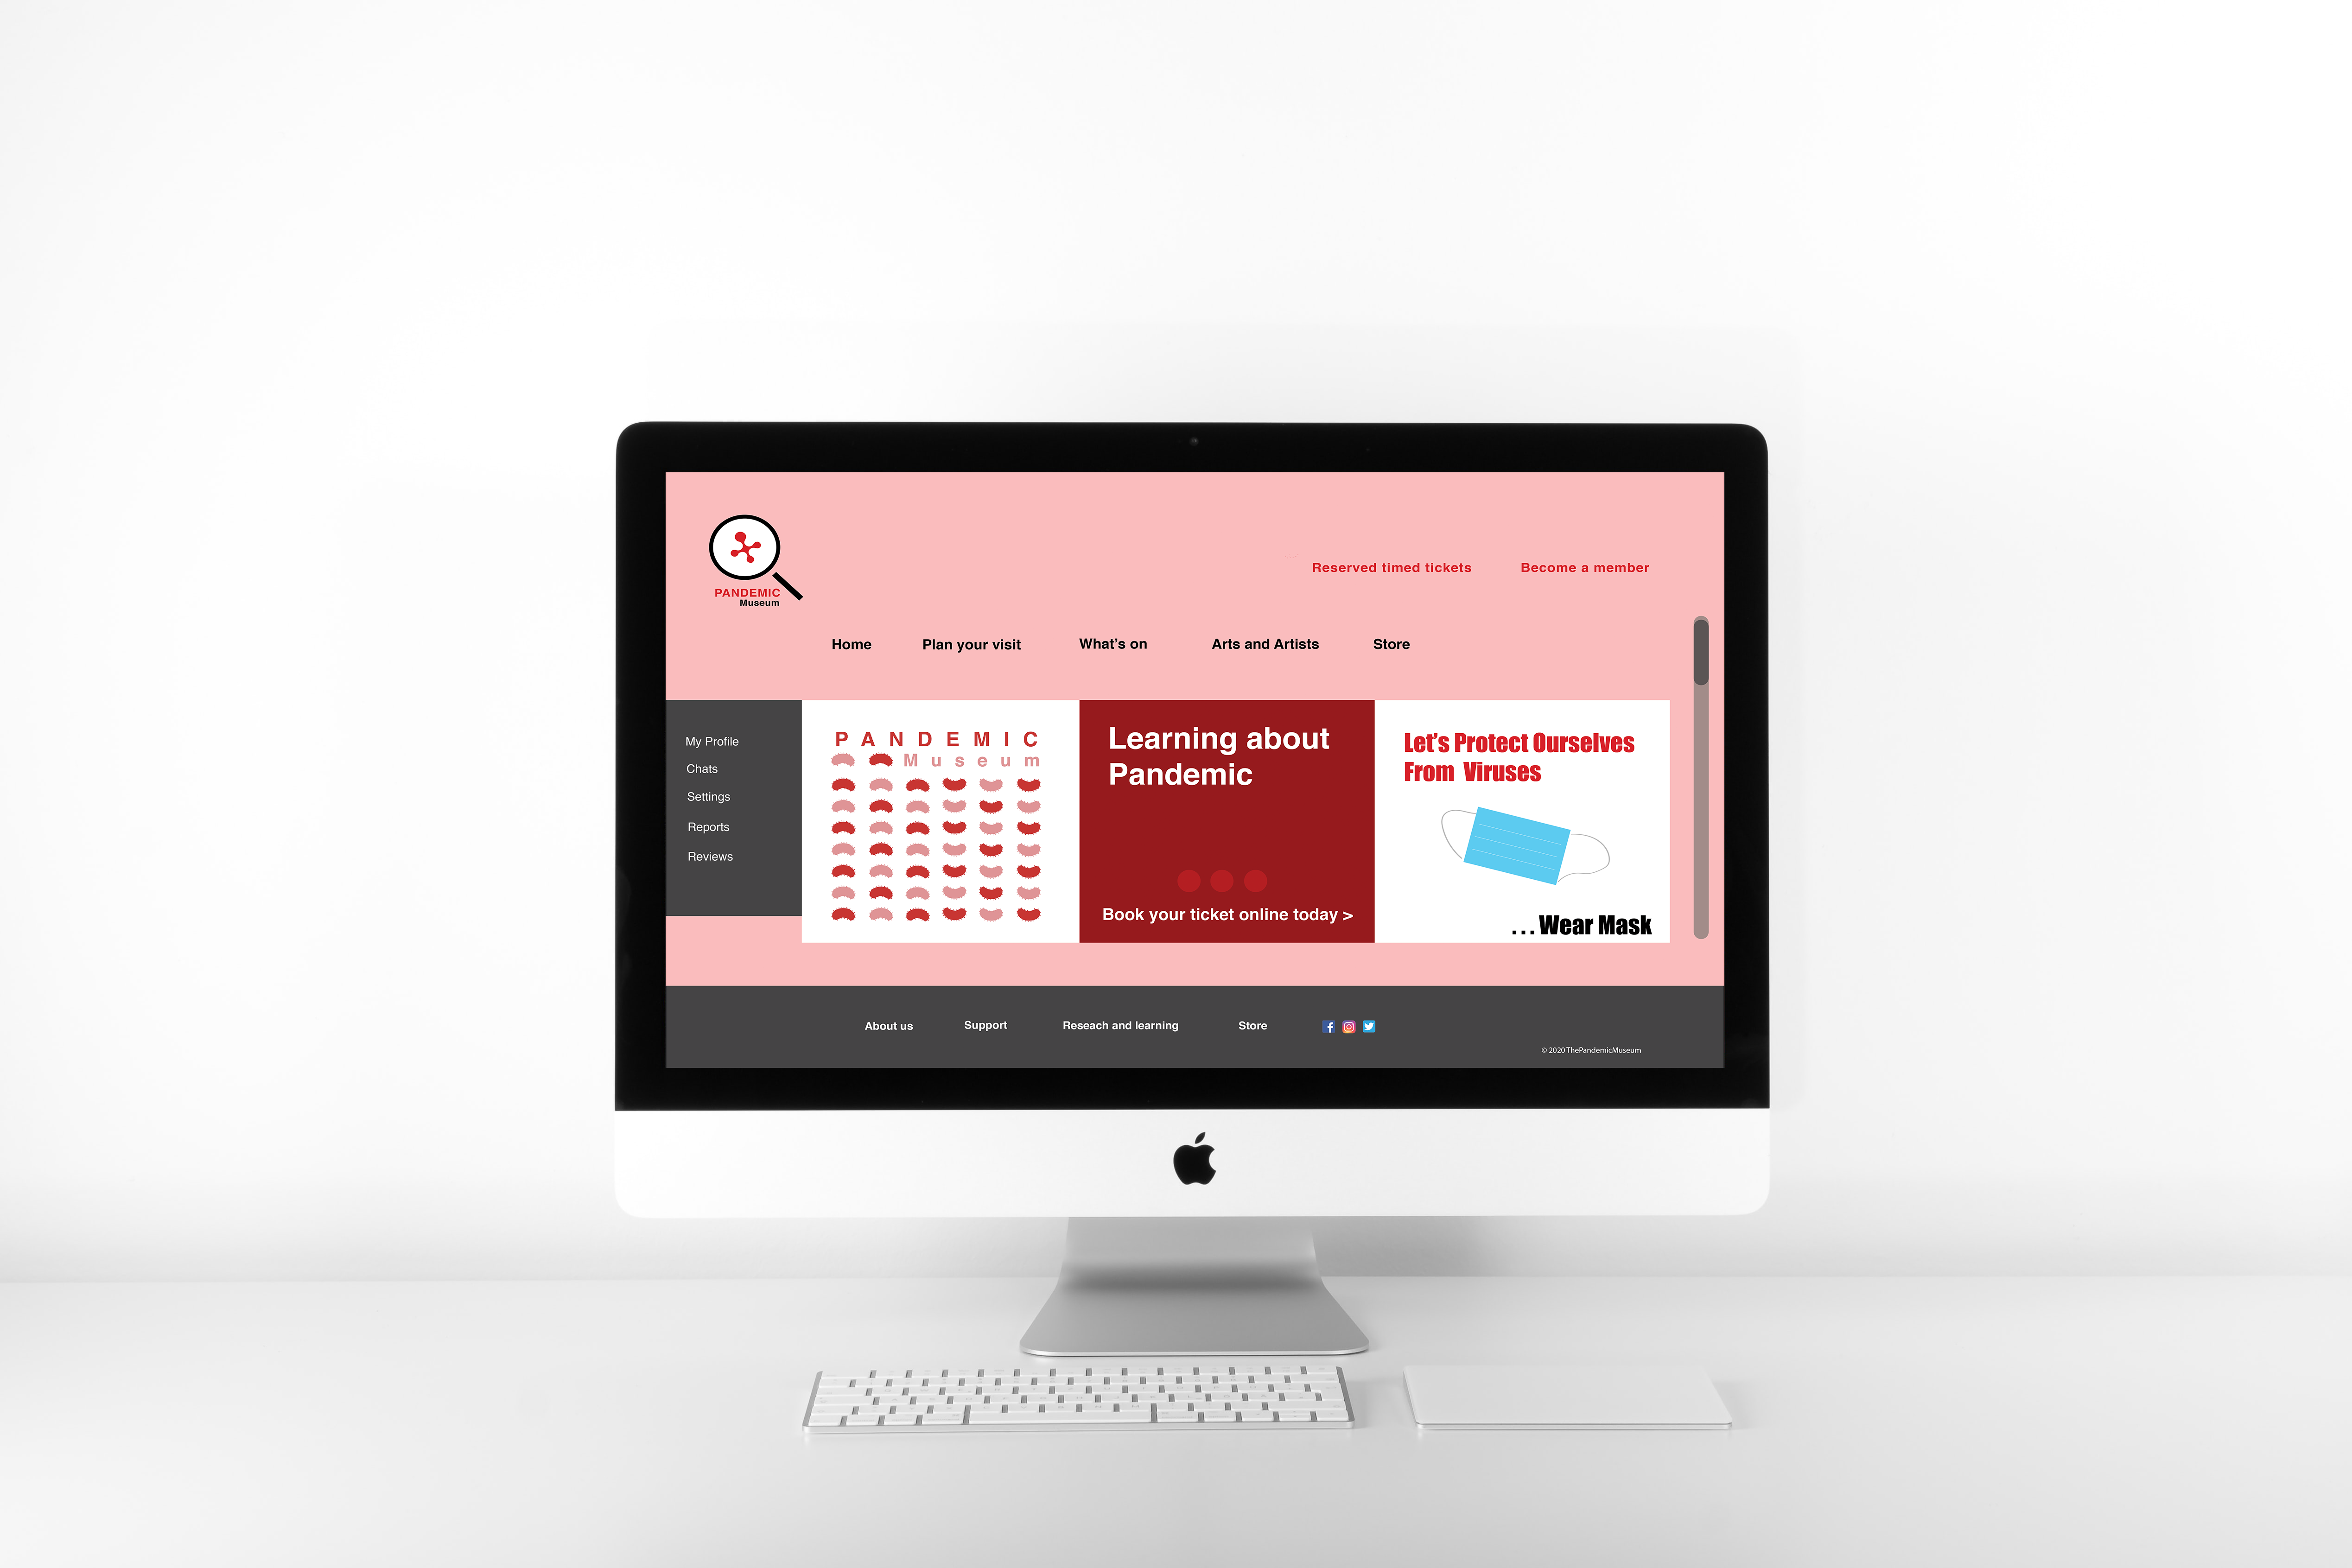 PANDEMIC
Museum
Reserved timed tickets
Become a member
Home
Plan your visit
What's on
Arts and Artists
Store
My Profile
Chats
Settings
Reports
Reviews
PANDEMIC
Museum
Learning about
Pandemic
Book your ticket online today >
Let's Protect Ourselves
From Viruses
...Wear Mask
About us
Support
Reseach and learning
Store
© 2020 ThePandemicMuseum